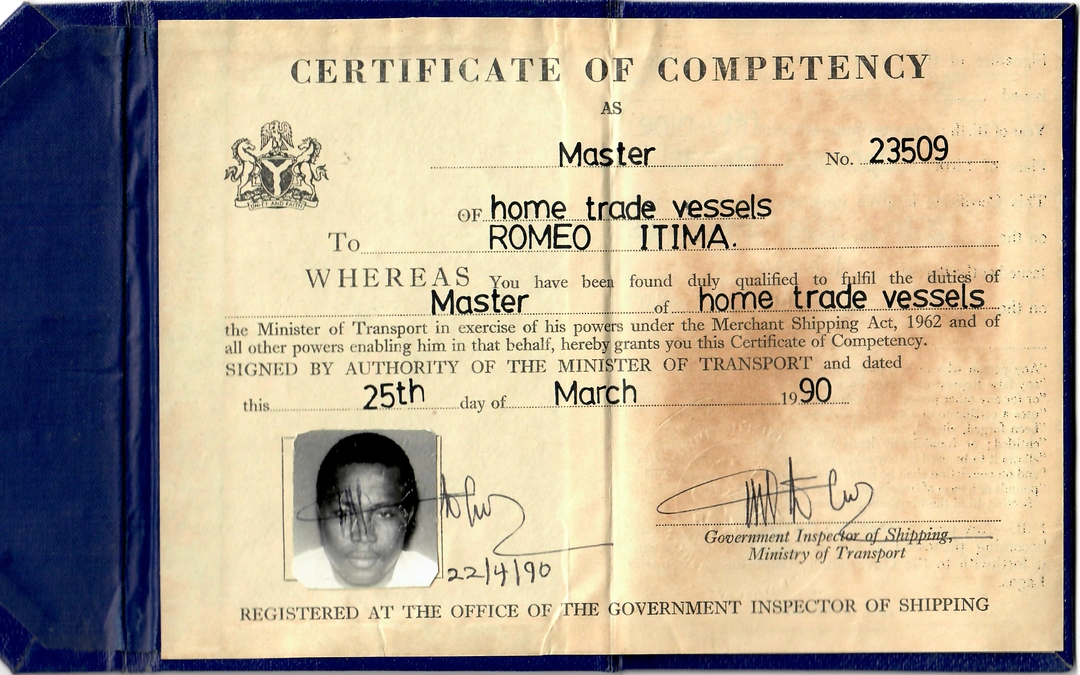 CERTIFICATE OF COMPETENCY
AS
Master No. 23509
OF home trade vessels
To ROMEO ITIMA.
WHEREAS You have been found duly qualified to fulfil the duties of
Master of home trade vessels
the Minister of Transport in exercise of his powers under the Merchant Shipping Act, 1962 and of
all other powers enabling him in that behalf, hereby grants you this Certificate of Competency.
SIGNED BY AUTHORITY OF THE MINISTER OF TRANSPORT and dated
this 25th day of March 1990
22/4/90
Government Inspector of Shipping,
Ministry of Transport
REGISTERED AT THE OFFICE OF THE GOVERNMENT INSPECTOR OF SHIPPING
UNITY AND FAITH